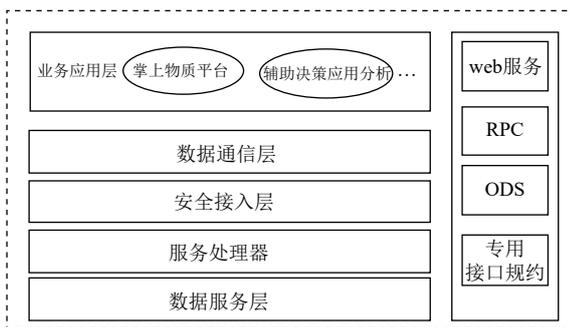 业务应用层 掌上物质平台 辅助决策应用分析 …
数据通信层
安全接入层
服务处理器
数据服务层
web服务
RPC
ODS
专用
接口规约